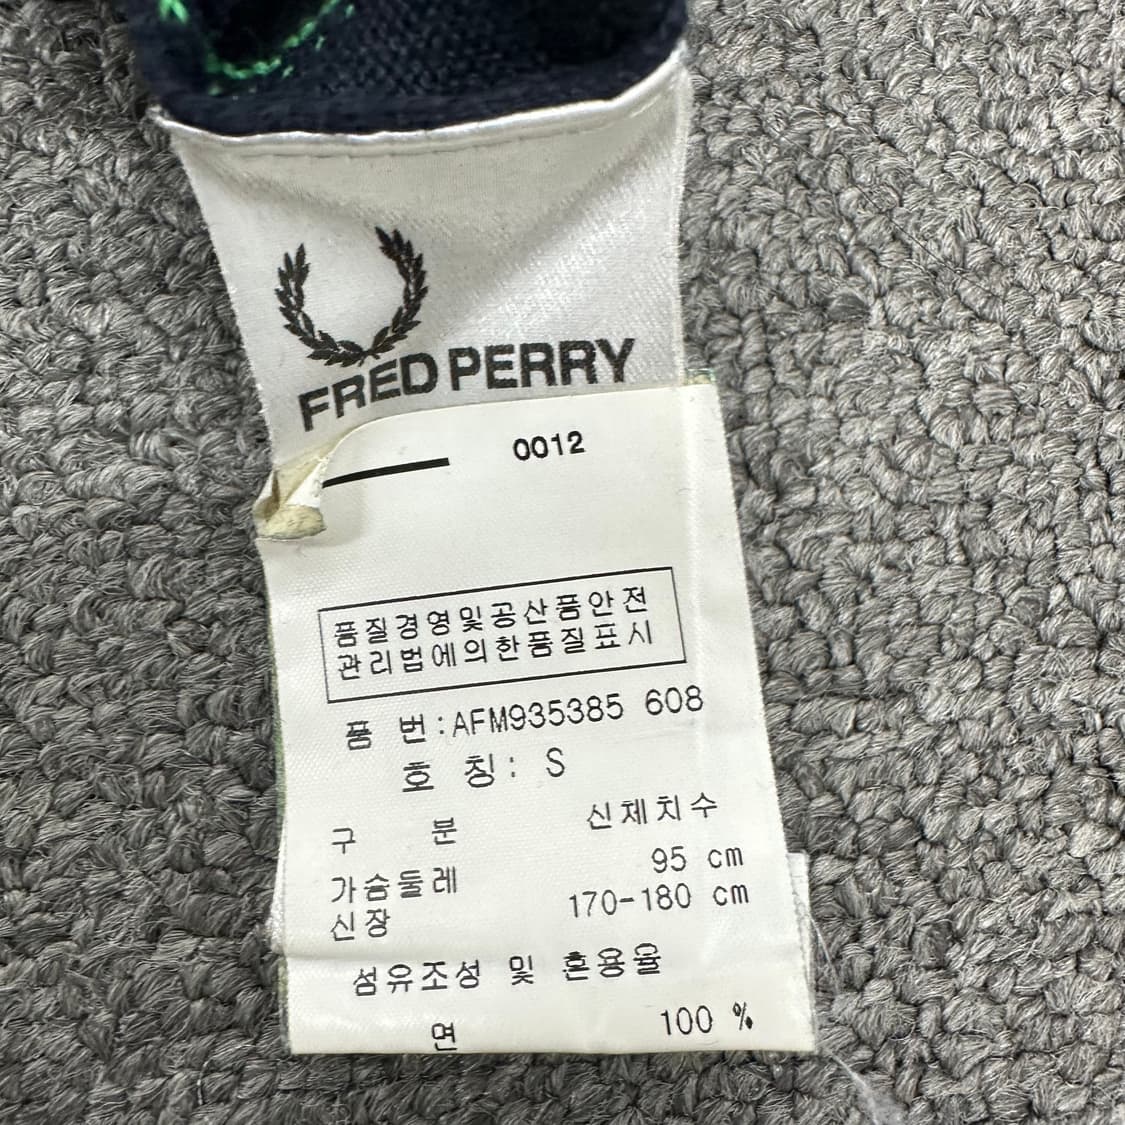 FRED PERRY
0012
품질경영및공산품안전
관리법에의한품질표시
품 번:AFM935385 608
호 칭: S
구 분 신체치수
가슴둘레 95 cm
신장 170-180 cm
섬유조성 및 혼용율
면 100 %